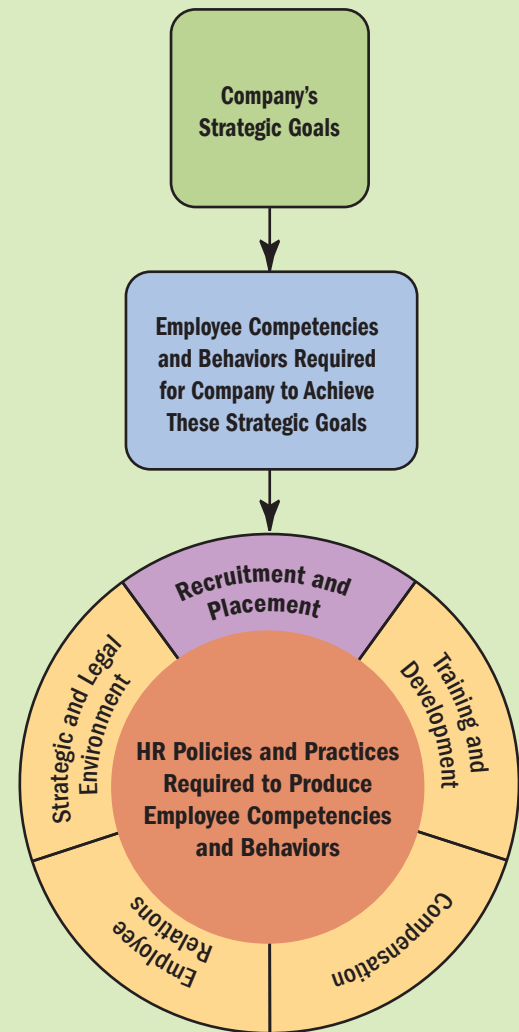 Company’s
Strategic Goals
Employee Competencies
and Behaviors Required
for Company to Achieve
These Strategic Goals
Recruitment and
Placement
Training and
Development
Compensation
Employee
Relations
Strategic and Legal
Environment
HR Policies and Practices
Required to Produce
Employee Competencies
and Behaviors